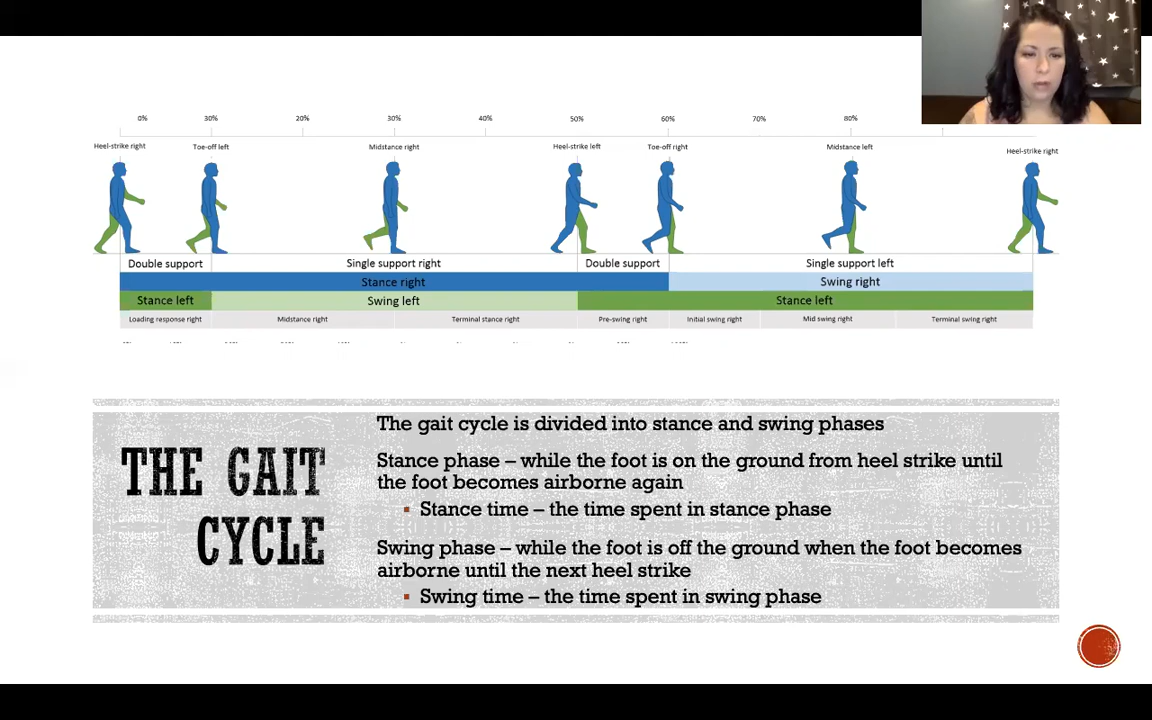 0% 30% 20% 30% 40% 50% 60% 70% 80%
Heel-strike right Toe-off left Midstance right Heel-strike left Toe-off right Midstance left Heel-strike right
Double support Single support right Double support Single support left
Stance right Swing right
Stance left Swing left Stance left
Loading response right Midstance right Terminal stance right Pre-swing right Initial swing right Mid swing right Terminal swing right
THE GAIT
CYCLE
The gait cycle is divided into stance and swing phases
Stance phase – while the foot is on the ground from heel strike until
the foot becomes airborne again
▪ Stance time – the time spent in stance phase
Swing phase – while the foot is off the ground when the foot becomes
airborne until the next heel strike
▪ Swing time – the time spent in swing phase